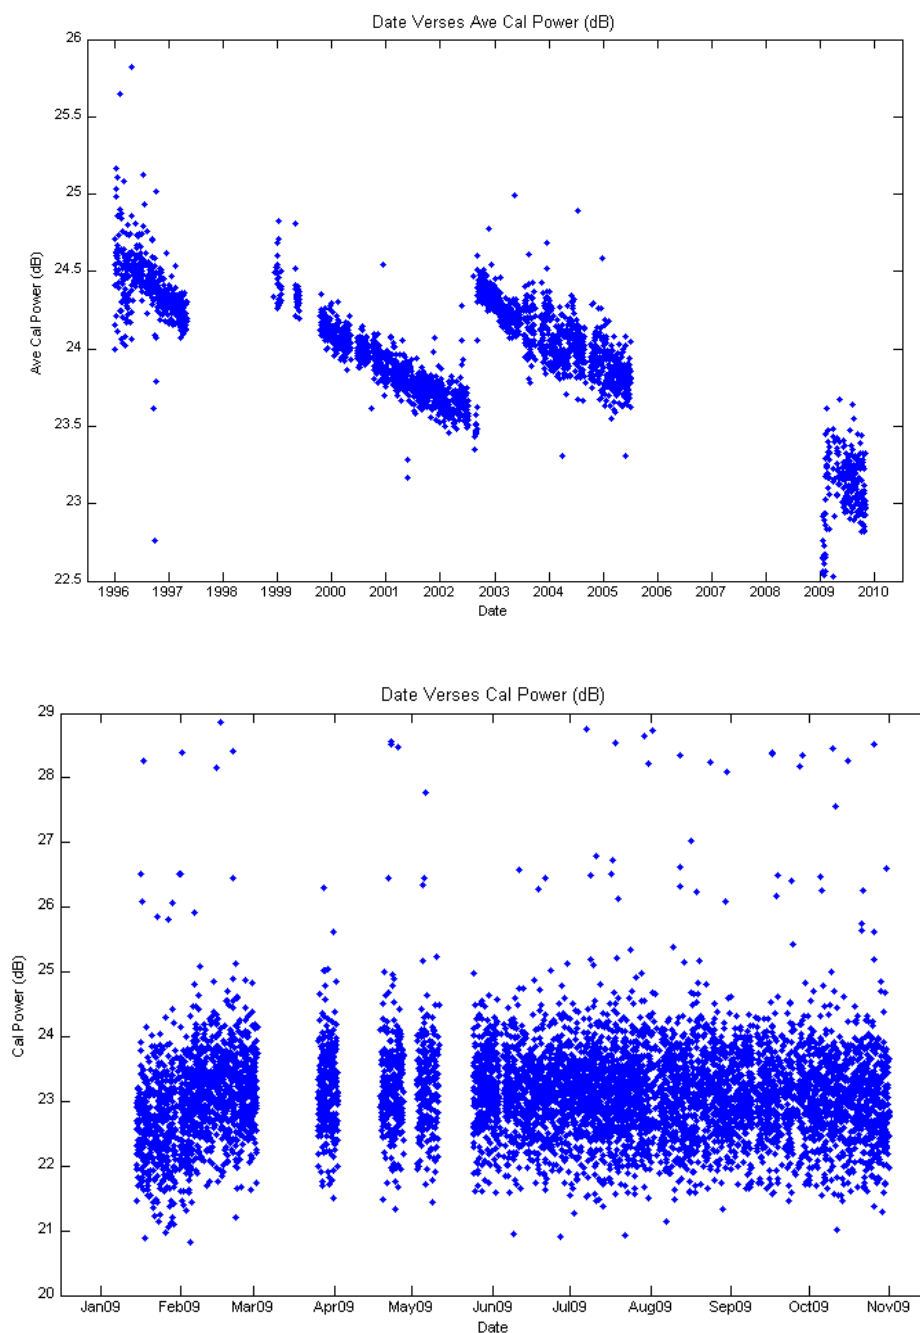 Date Verses Ave Cal Power (dB)
26
25.5
25
24.5
24
23.5
23
22.5
Ave Cal Power (dB)
1996 1997 1998 1999 2000 2001 2002 2003 2004 2005 2006 2007 2008 2009 2010
Date
Date Verses Cal Power (dB)
29
28
27
26
25
24
23
22
21
20
Cal Power (dB)
Jan09 Feb09 Mar09 Apr09 May09 Jun09 Jul09 Aug09 Sep09 Oct09 Nov09
Date